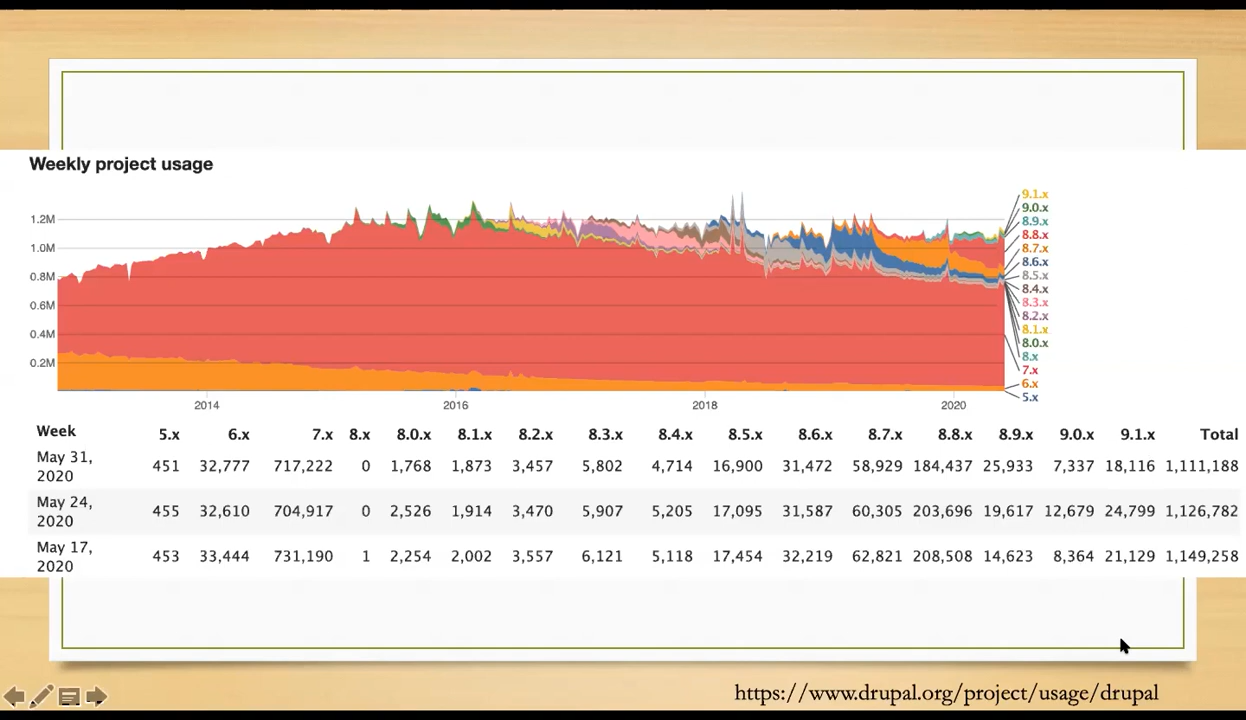 Weekly project usage
1.2M
1.0M
0.8M
0.6M
0.4M
0.2M
2014 2016 2018 2020
9.1.x
9.0.x
8.9.x
8.8.x
8.7.x
8.6.x
8.5.x
8.4.x
8.3.x
8.2.x
8.1.x
8.0.x
8.x
7.x
6.x
5.x
Week 5.x 6.x 7.x 8.x 8.0.x 8.1.x 8.2.x 8.3.x 8.4.x 8.5.x 8.6.x 8.7.x 8.8.x 8.9.x 9.0.x 9.1.x Total
May 31, 2020 451 32,777 717,222 0 1,768 1,873 3,457 5,802 4,714 16,900 31,472 58,929 184,437 25,933 7,337 18,116 1,111,188
May 24, 2020 455 32,610 704,917 0 2,526 1,914 3,470 5,907 5,205 17,095 31,587 60,305 203,696 19,617 12,679 24,799 1,126,782
May 17, 2020 453 33,444 731,190 1 2,254 2,002 3,557 6,121 5,118 17,454 32,219 62,821 208,508 14,623 8,364 21,129 1,149,258
https://www.drupal.org/project/usage/drupal